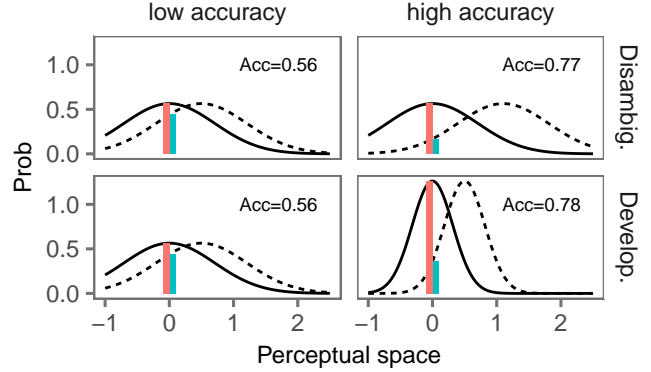 low accuracy high accuracy
Prob
1.0
0.5
0.0
Acc=0.56
Acc=0.77
Disambig.
1.0
0.5
0.0
Acc=0.56
Acc=0.78
Develop.
−1 0 1 2 −1 0 1 2
Perceptual space